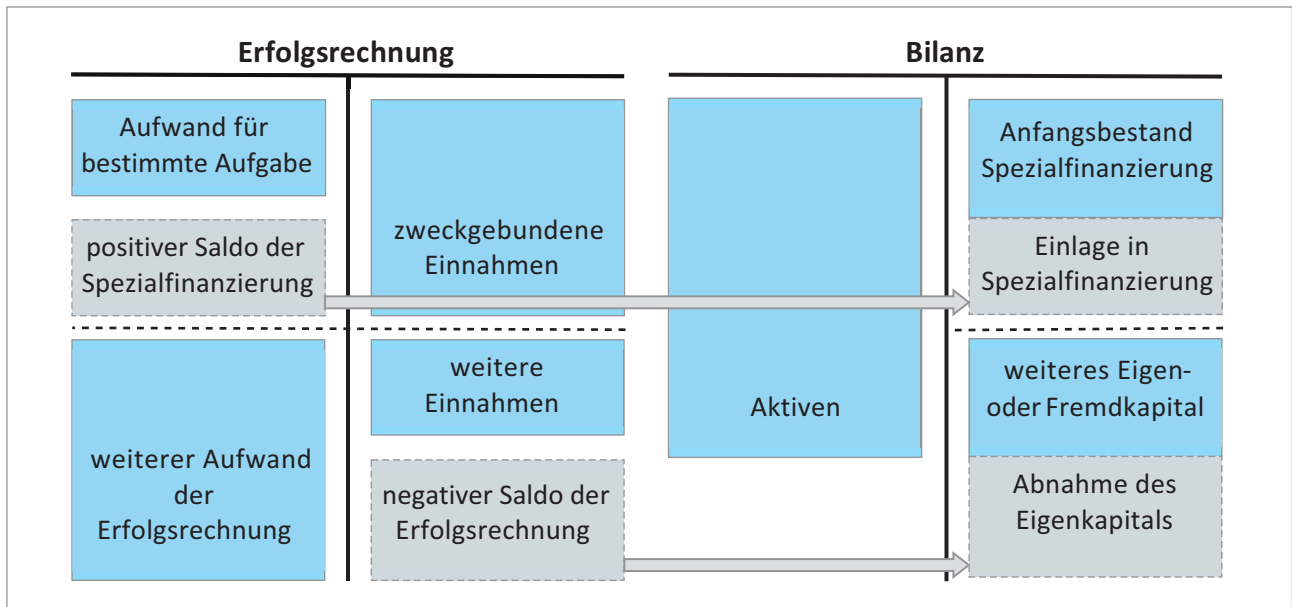 Erfolgsrechnung
Aufwand für
bestimmte Aufgabe
positiver Saldo der
Spezialfinanzierung
weiterer Aufwand
der
Erfolgsrechnung
zweckgebundene
Einnahmen
weitere
Einnahmen
negativer Saldo der
Erfolgsrechnung
Bilanz
Aktiven
Anfangsbestand
Spezialfinanzierung
Einlage in
Spezialfinanzierung
weiteres Eigen-
oder Fremdkapital
Abnahme des
Eigenkapitals